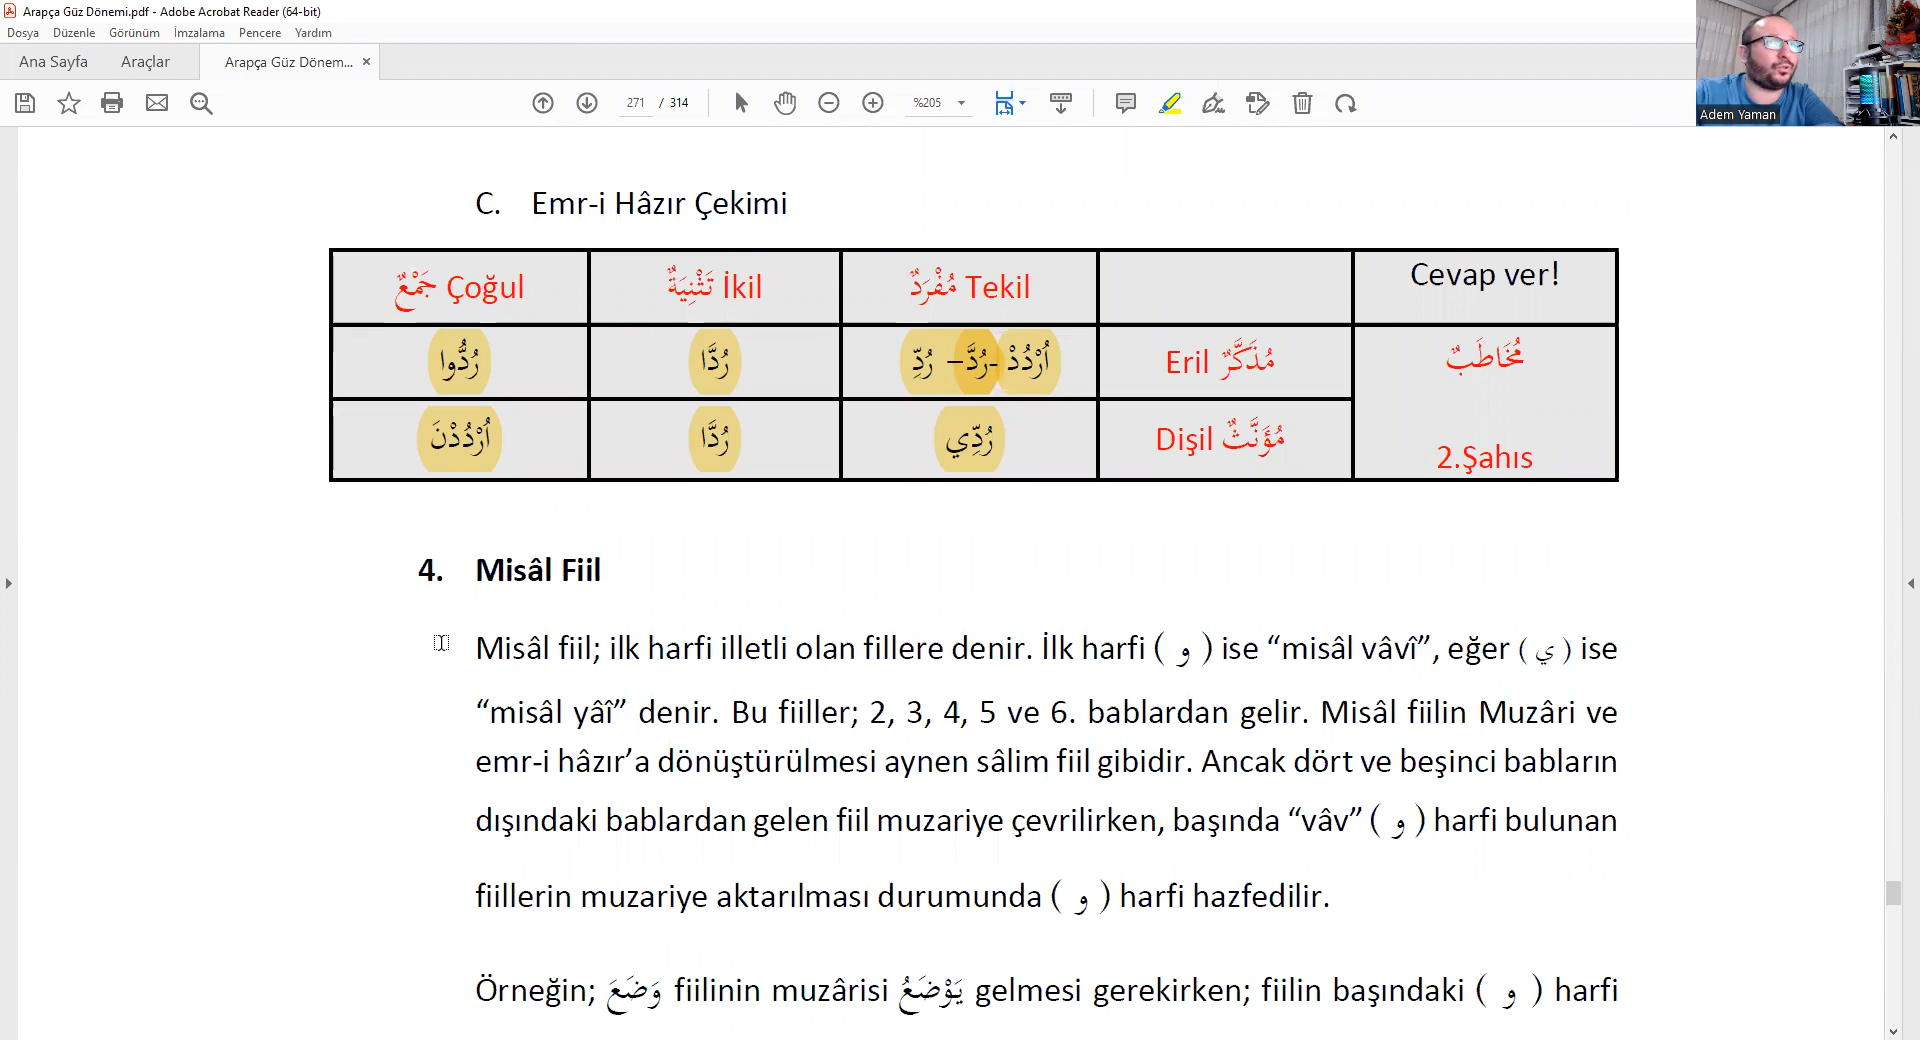 Arapça Güz Dönemi.pdf - Adobe Acrobat Reader (64-bit)
Dosya Düzenle Görünüm İmzalama Pencere Yardım
Ana Sayfa Araçlar Arapça Güz Dönem... ×
271 / 314 %205
Adem Yaman
C. Emr-i Hâzır Çekimi
جَمْعٌ Çoğul تَثْنِيَةٌ İkil مُفْرَدٌ Tekil Cevap ver!
رُدُّوا رُدَّا اُرْدُدْ -رُدَّ – رُدِّ Eril مُذَكَّرٌ مُخَاطَبٌ
اُرْدُدْنَ رُدَّا رُدِّي Dişil مُؤَنَّثٌ 2.Şahıs
4. Misâl Fiil
Misâl fiil; ilk harfi illetli olan fillere denir. İlk harfi ( و ) ise “misâl vâvî”, eğer ( ي ) ise
“misâl yâî” denir. Bu fiiller; 2, 3, 4, 5 ve 6. bablardan gelir. Misâl fiilin Muzâri ve
emr-i hâzır’a dönüştürülmesi aynen sâlim fiil gibidir. Ancak dört ve beşinci babların
dışındaki bablardan gelen fiil muzariye çevrilirken, başında “vâv” ( و ) harfi bulunan
fiillerin muzariye aktarılması durumunda ( و ) harfi hazfedilir.
Örneğin; وَضَعَ fiilinin muzârisi يَوْضَعُ gelmesi gerekirken; fiilin başındaki ( و ) harfi